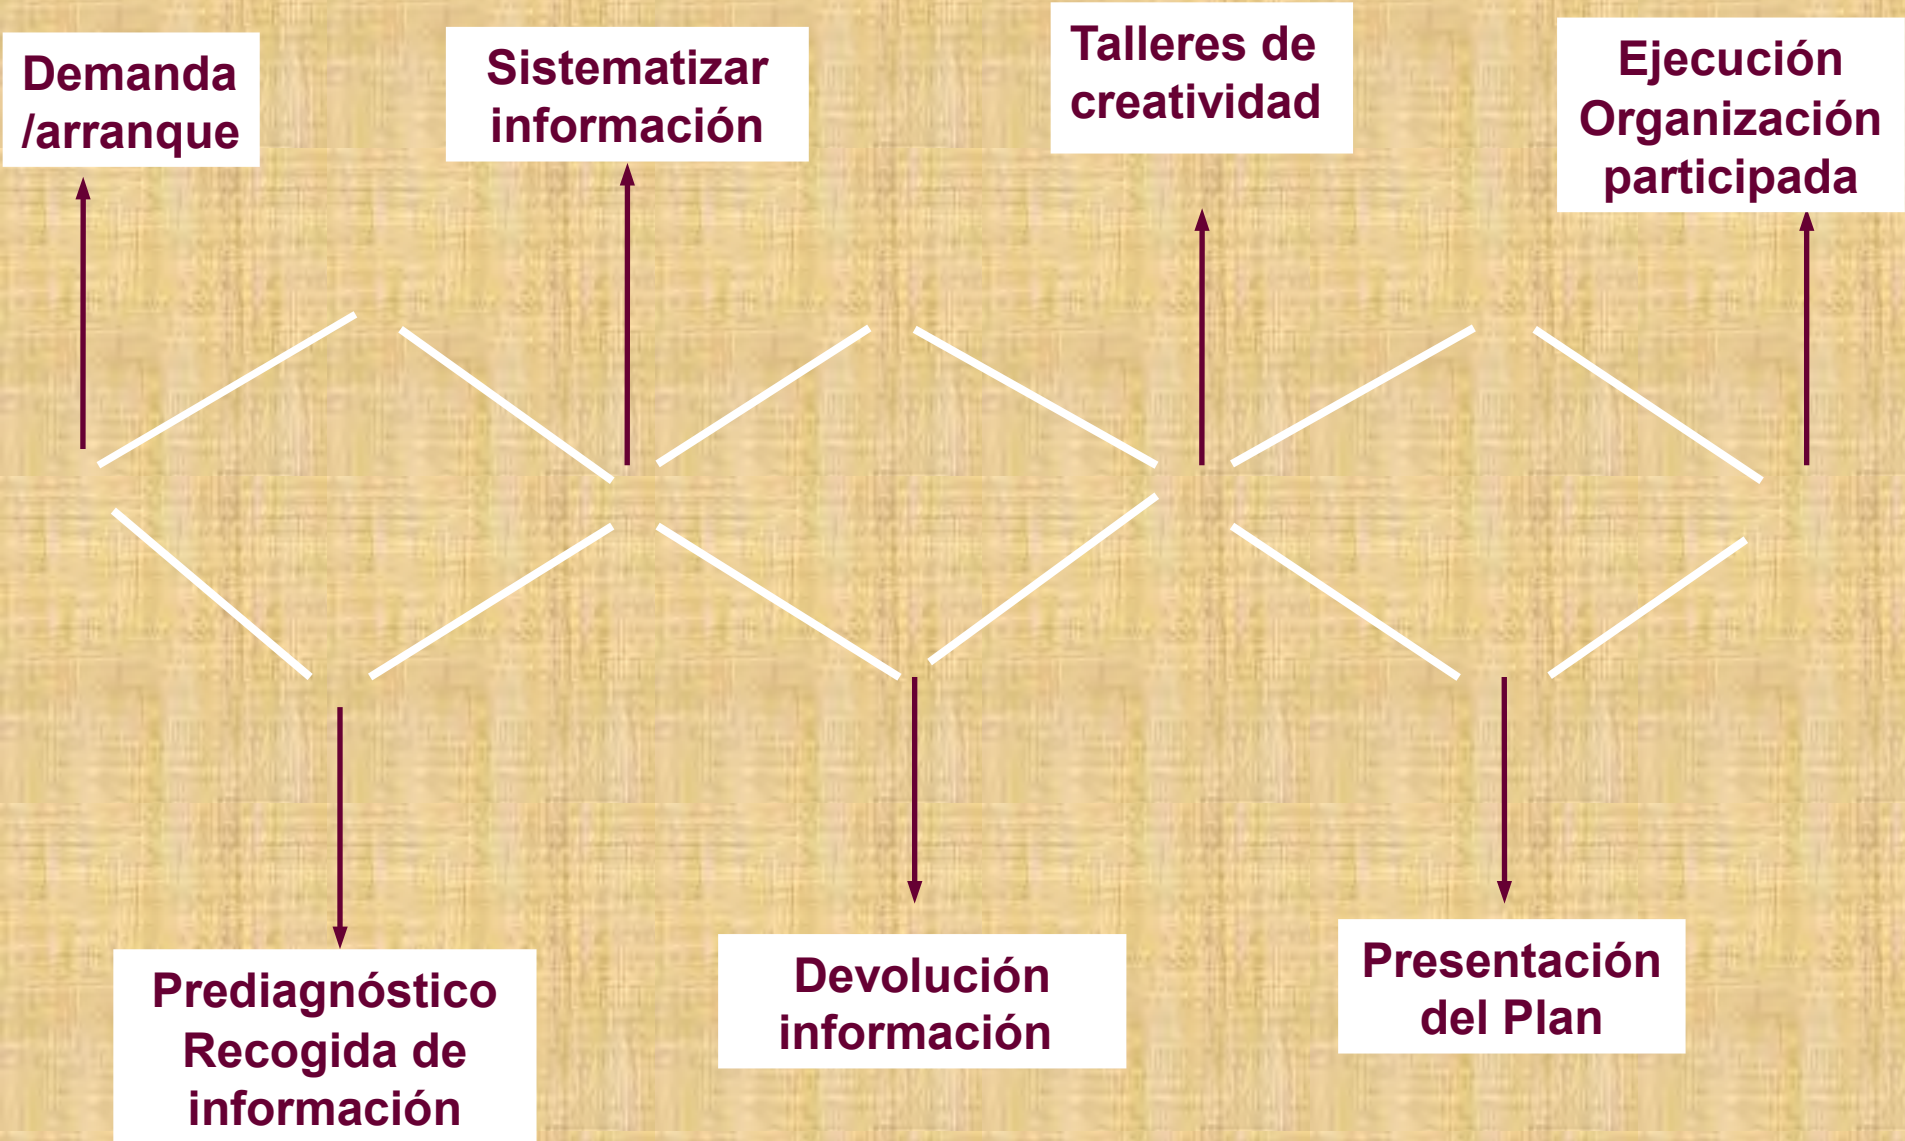 Demanda
/arranque
Sistematizar
información
Talleres de
creatividad
Ejecución
Organización
participada
Prediagnóstico
Recogida de
información
Devolución
información
Presentación
del Plan